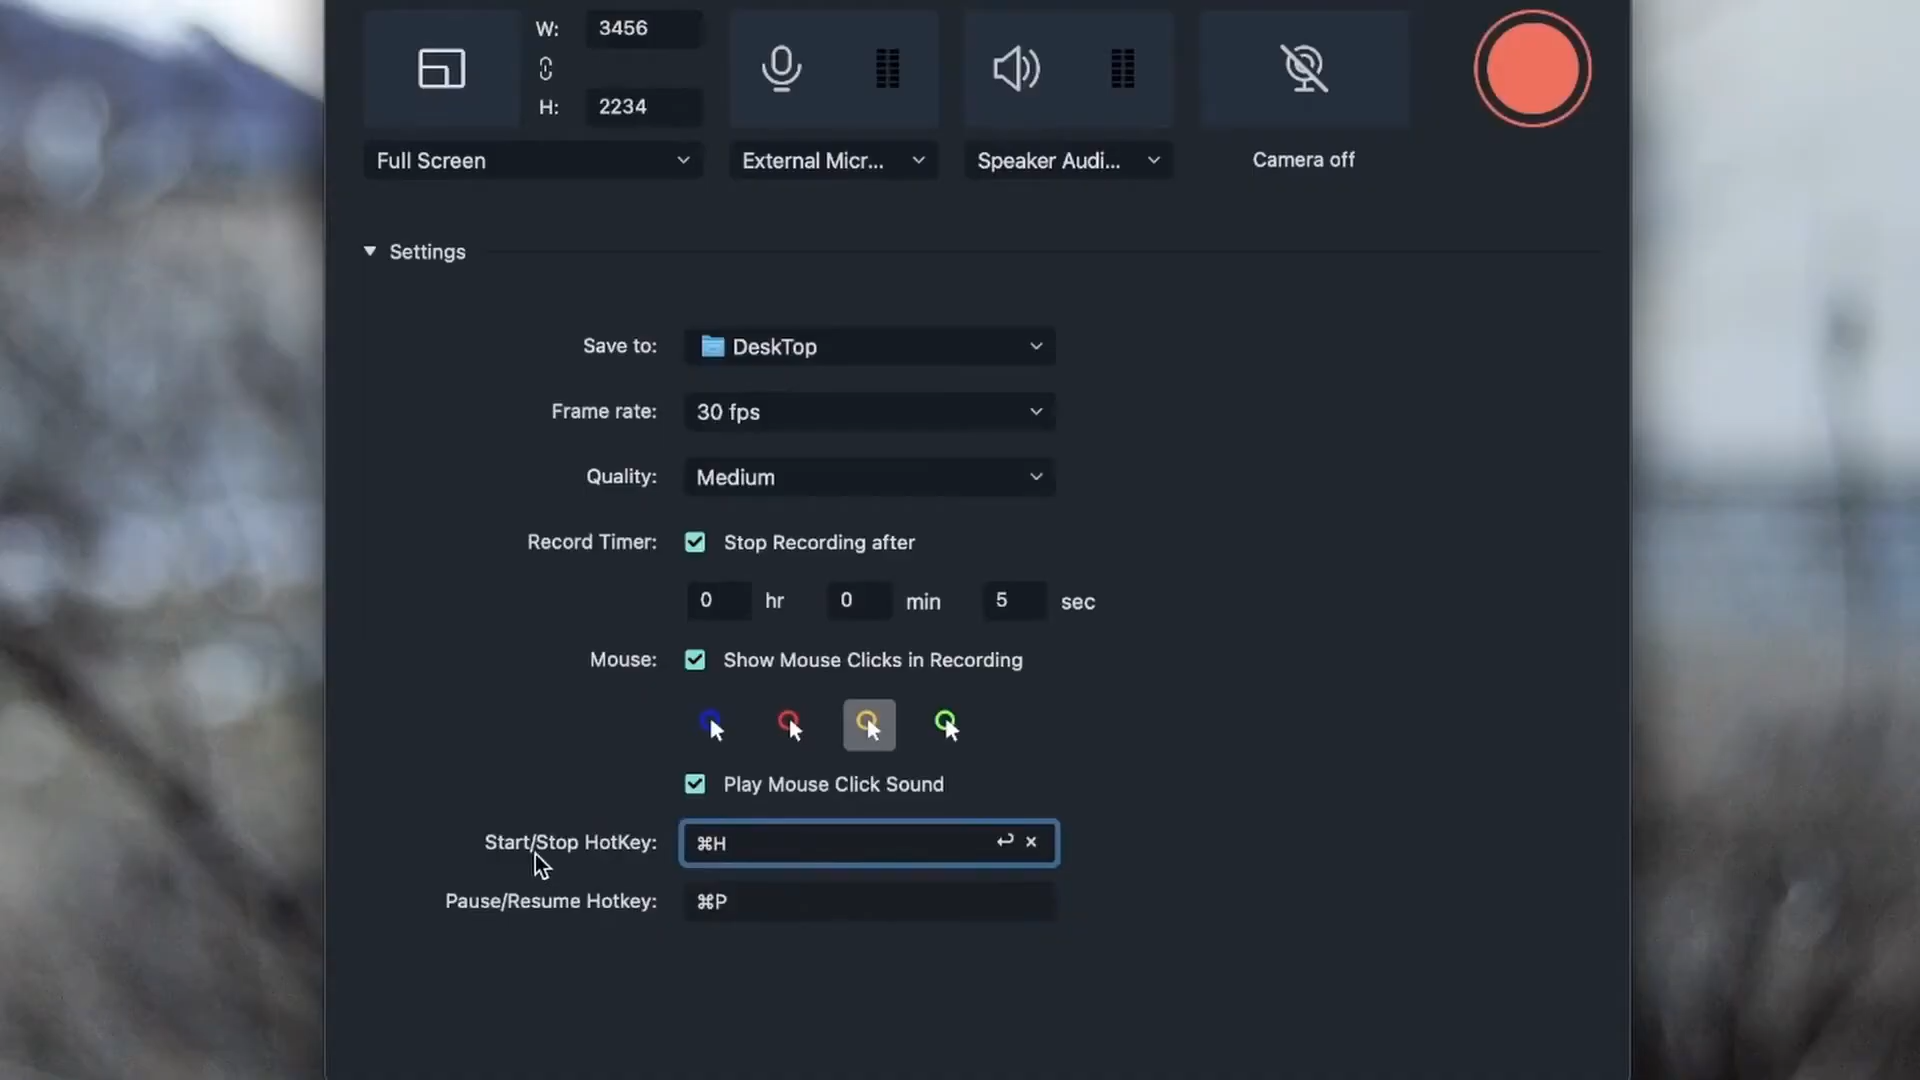 W: 3456
H: 2234
Full Screen
External Micr...
Speaker Audi...
Camera off
Settings
Save to: DeskTop
Frame rate: 30 fps
Quality: Medium
Record Timer: Stop Recording after
0 hr 0 min 5 sec
Mouse: Show Mouse Clicks in Recording
Play Mouse Click Sound
Start/Stop HotKey: ⌘H
Pause/Resume Hotkey: ⌘P